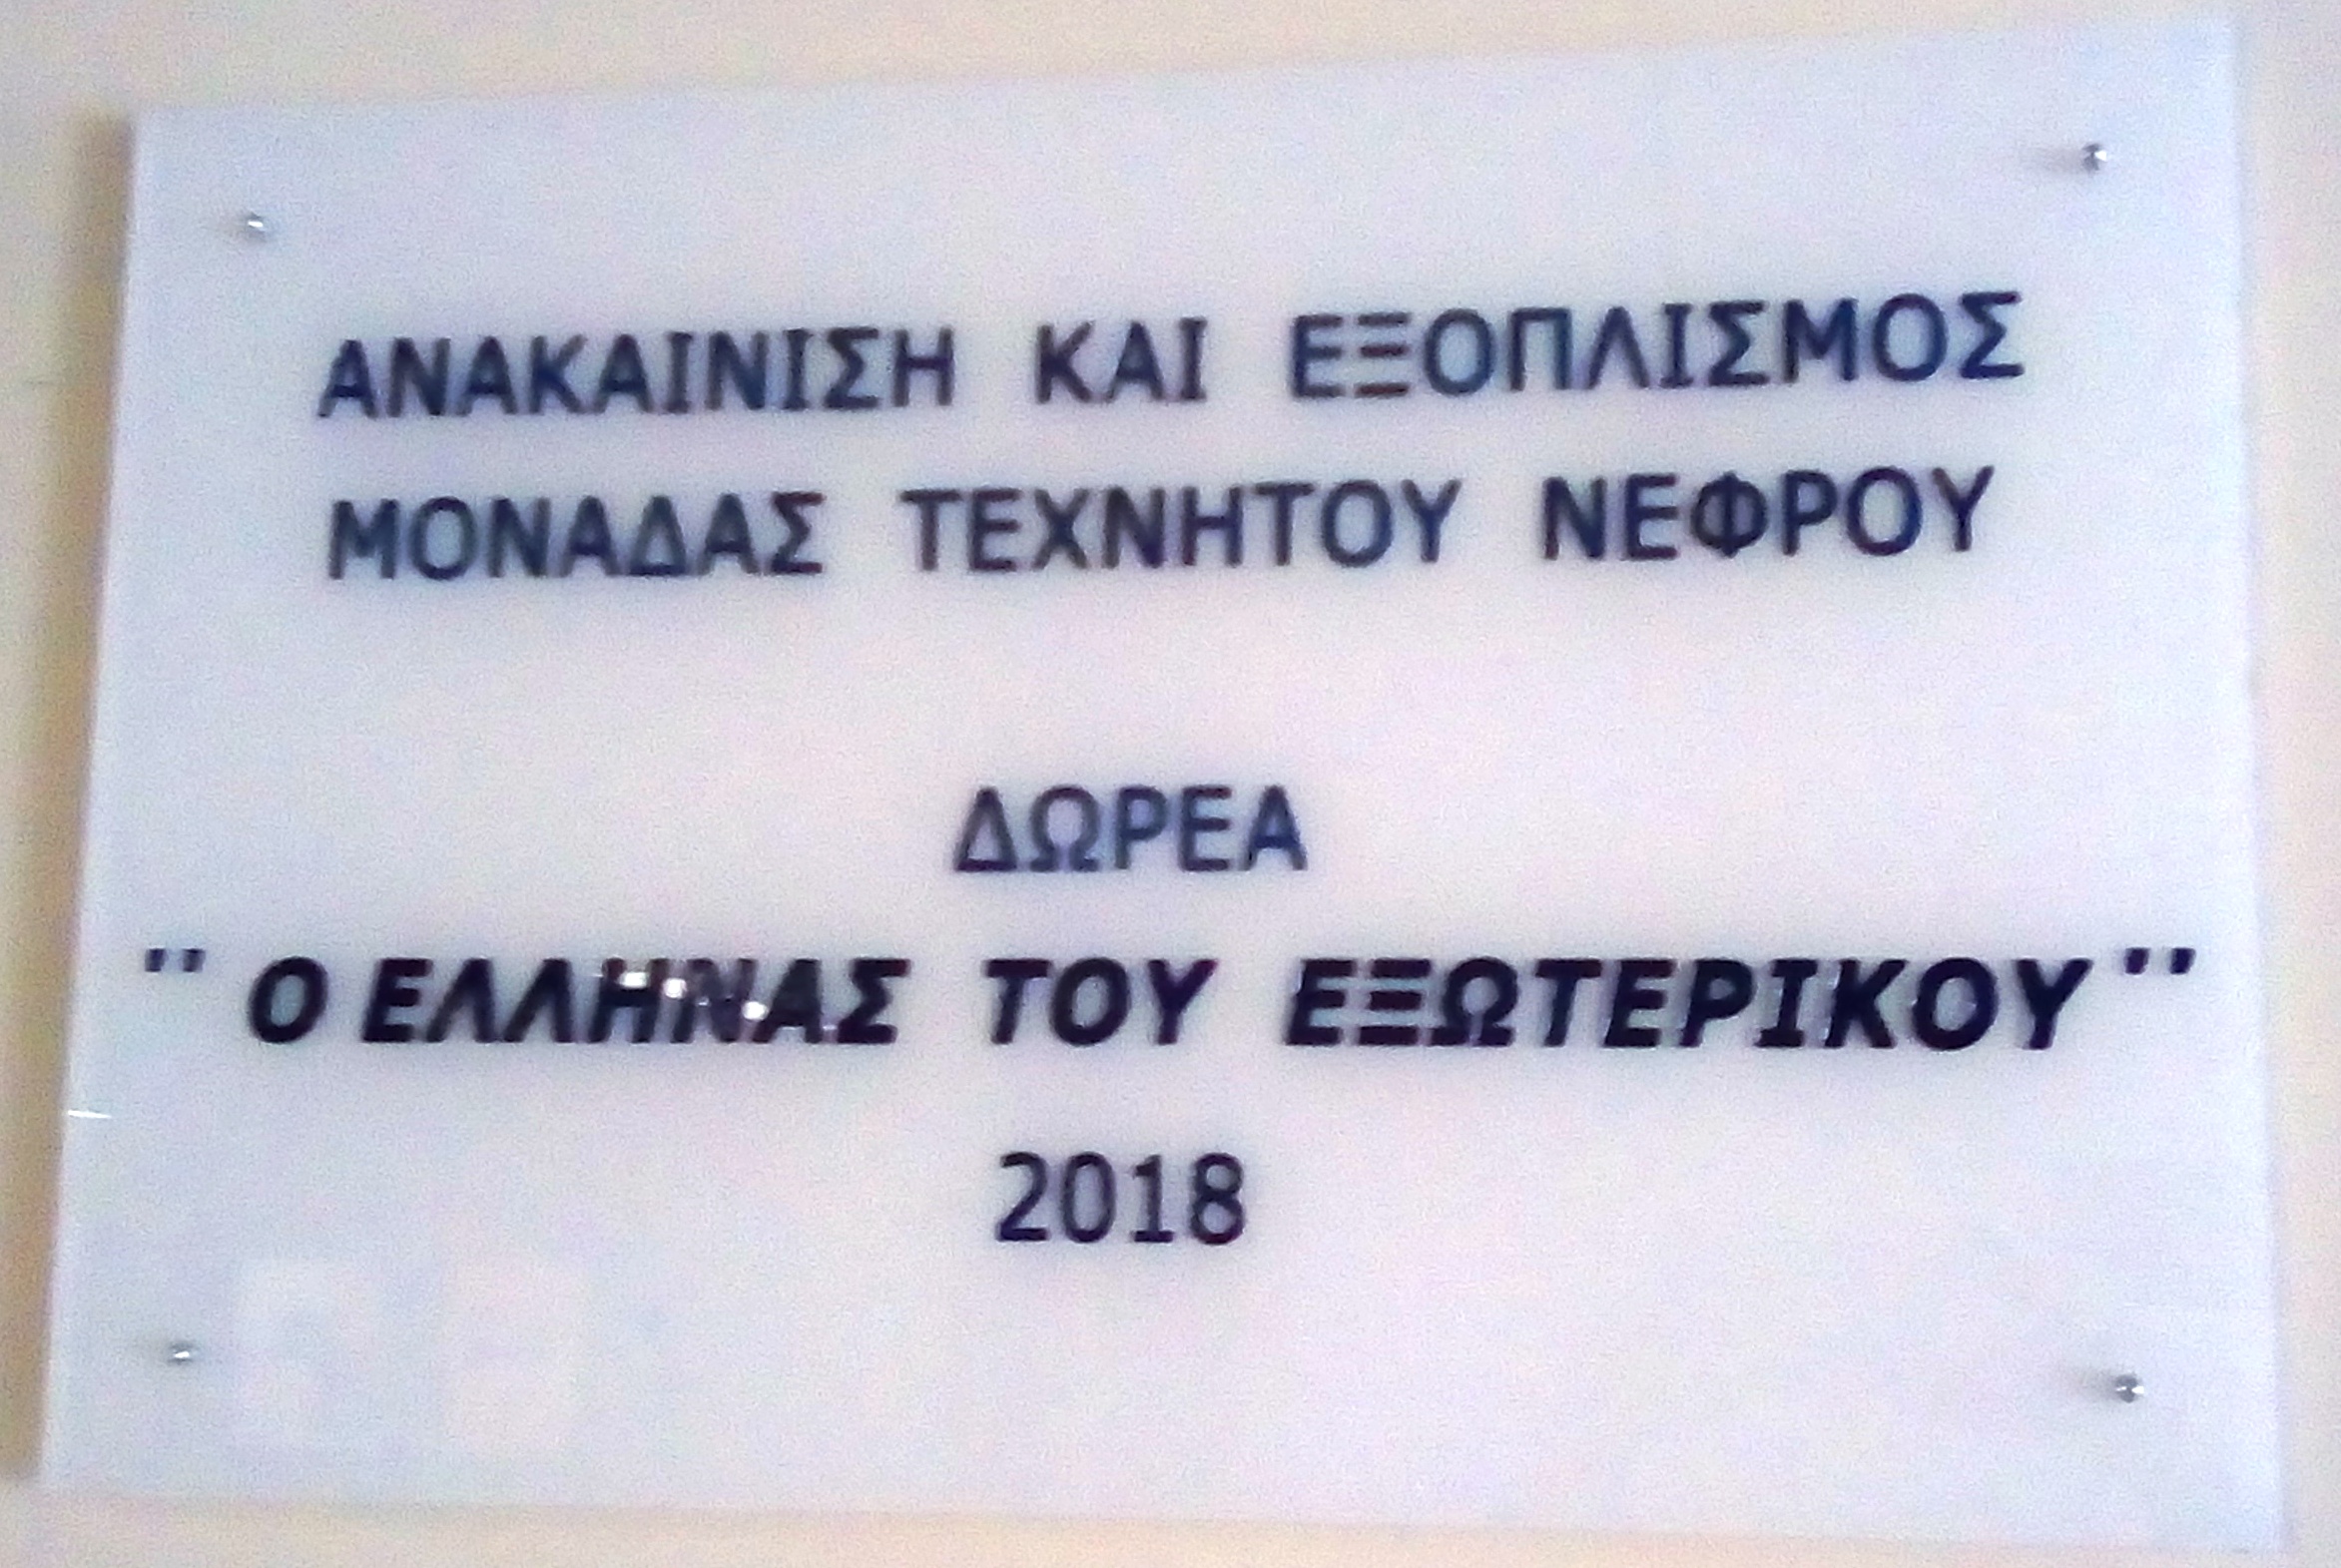 ΑΝΑΚΑΙΝΙΣΗ ΚΑΙ ΕΞΟΠΛΙΣΜΟΣ
ΜΟΝΑΔΑΣ ΤΕΧΝΗΤΟΥ ΝΕΦΡΟΥ
ΔΩΡΕΑ
'' Ο ΕΛΛΗΝΑΣ ΤΟΥ ΕΞΩΤΕΡΙΚΟΥ ''
2018